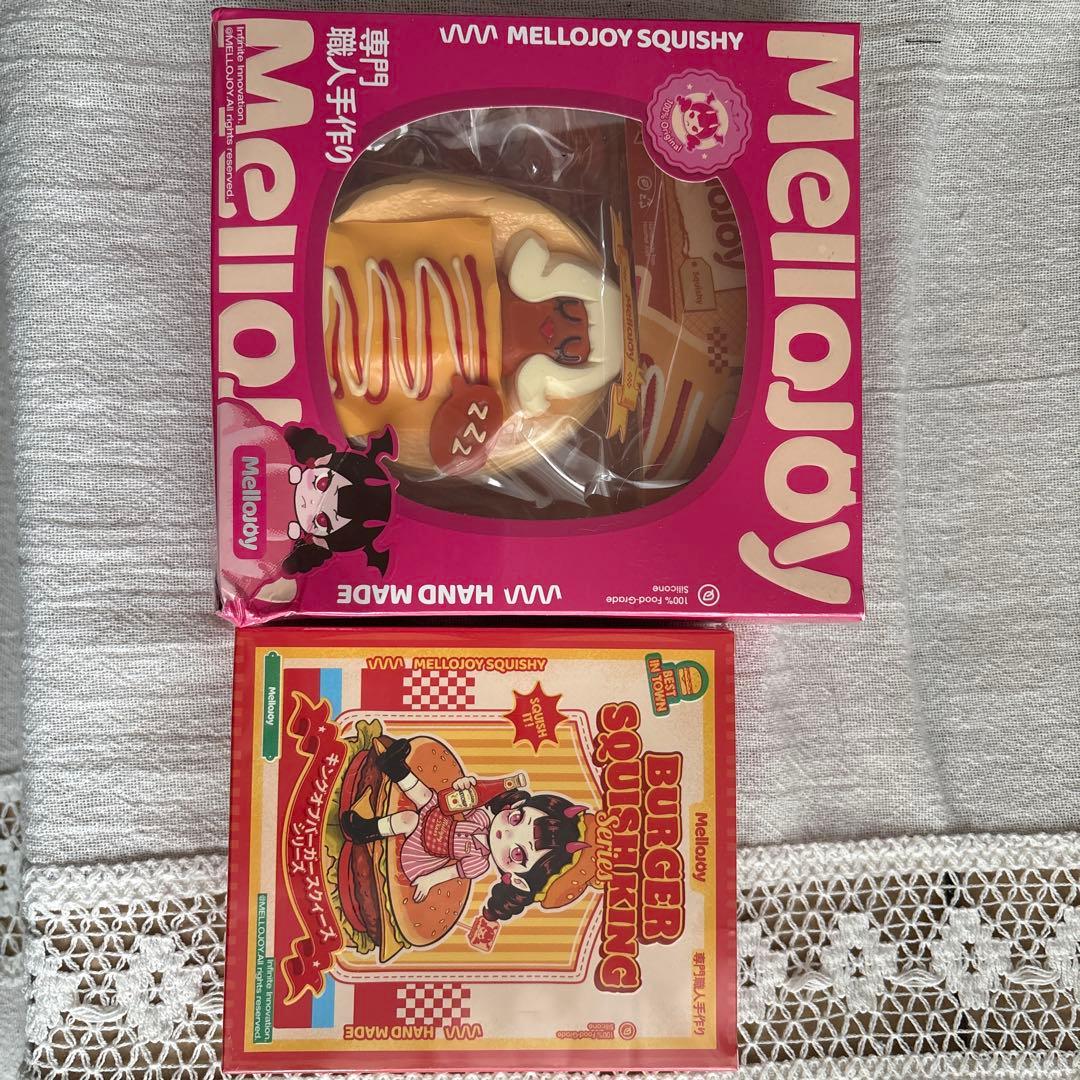 MelloJoy
MELLOJOY SQUISHY
専門
職人手作り
100% Original
MelloJoy
Infinite Innovation.
@MELLOJOY.All rights reserved.
Squishy
MelloJoy
zzz
MelloJoy
HAND MADE
100% Food-Grade
Silicone
MELLOJOY SQUISHY
BEST
IN TOWN
SQUISH
IT!
MelloJoy
BURGER
SQUISHKING
series
専門職人手作り
キングオブバーガースクイーズ
シリーズ
MelloJoy
HAND MADE
100% Food-Grade
Silicone
Infinite Innovation.
@MELLOJOY.All rights reserved.